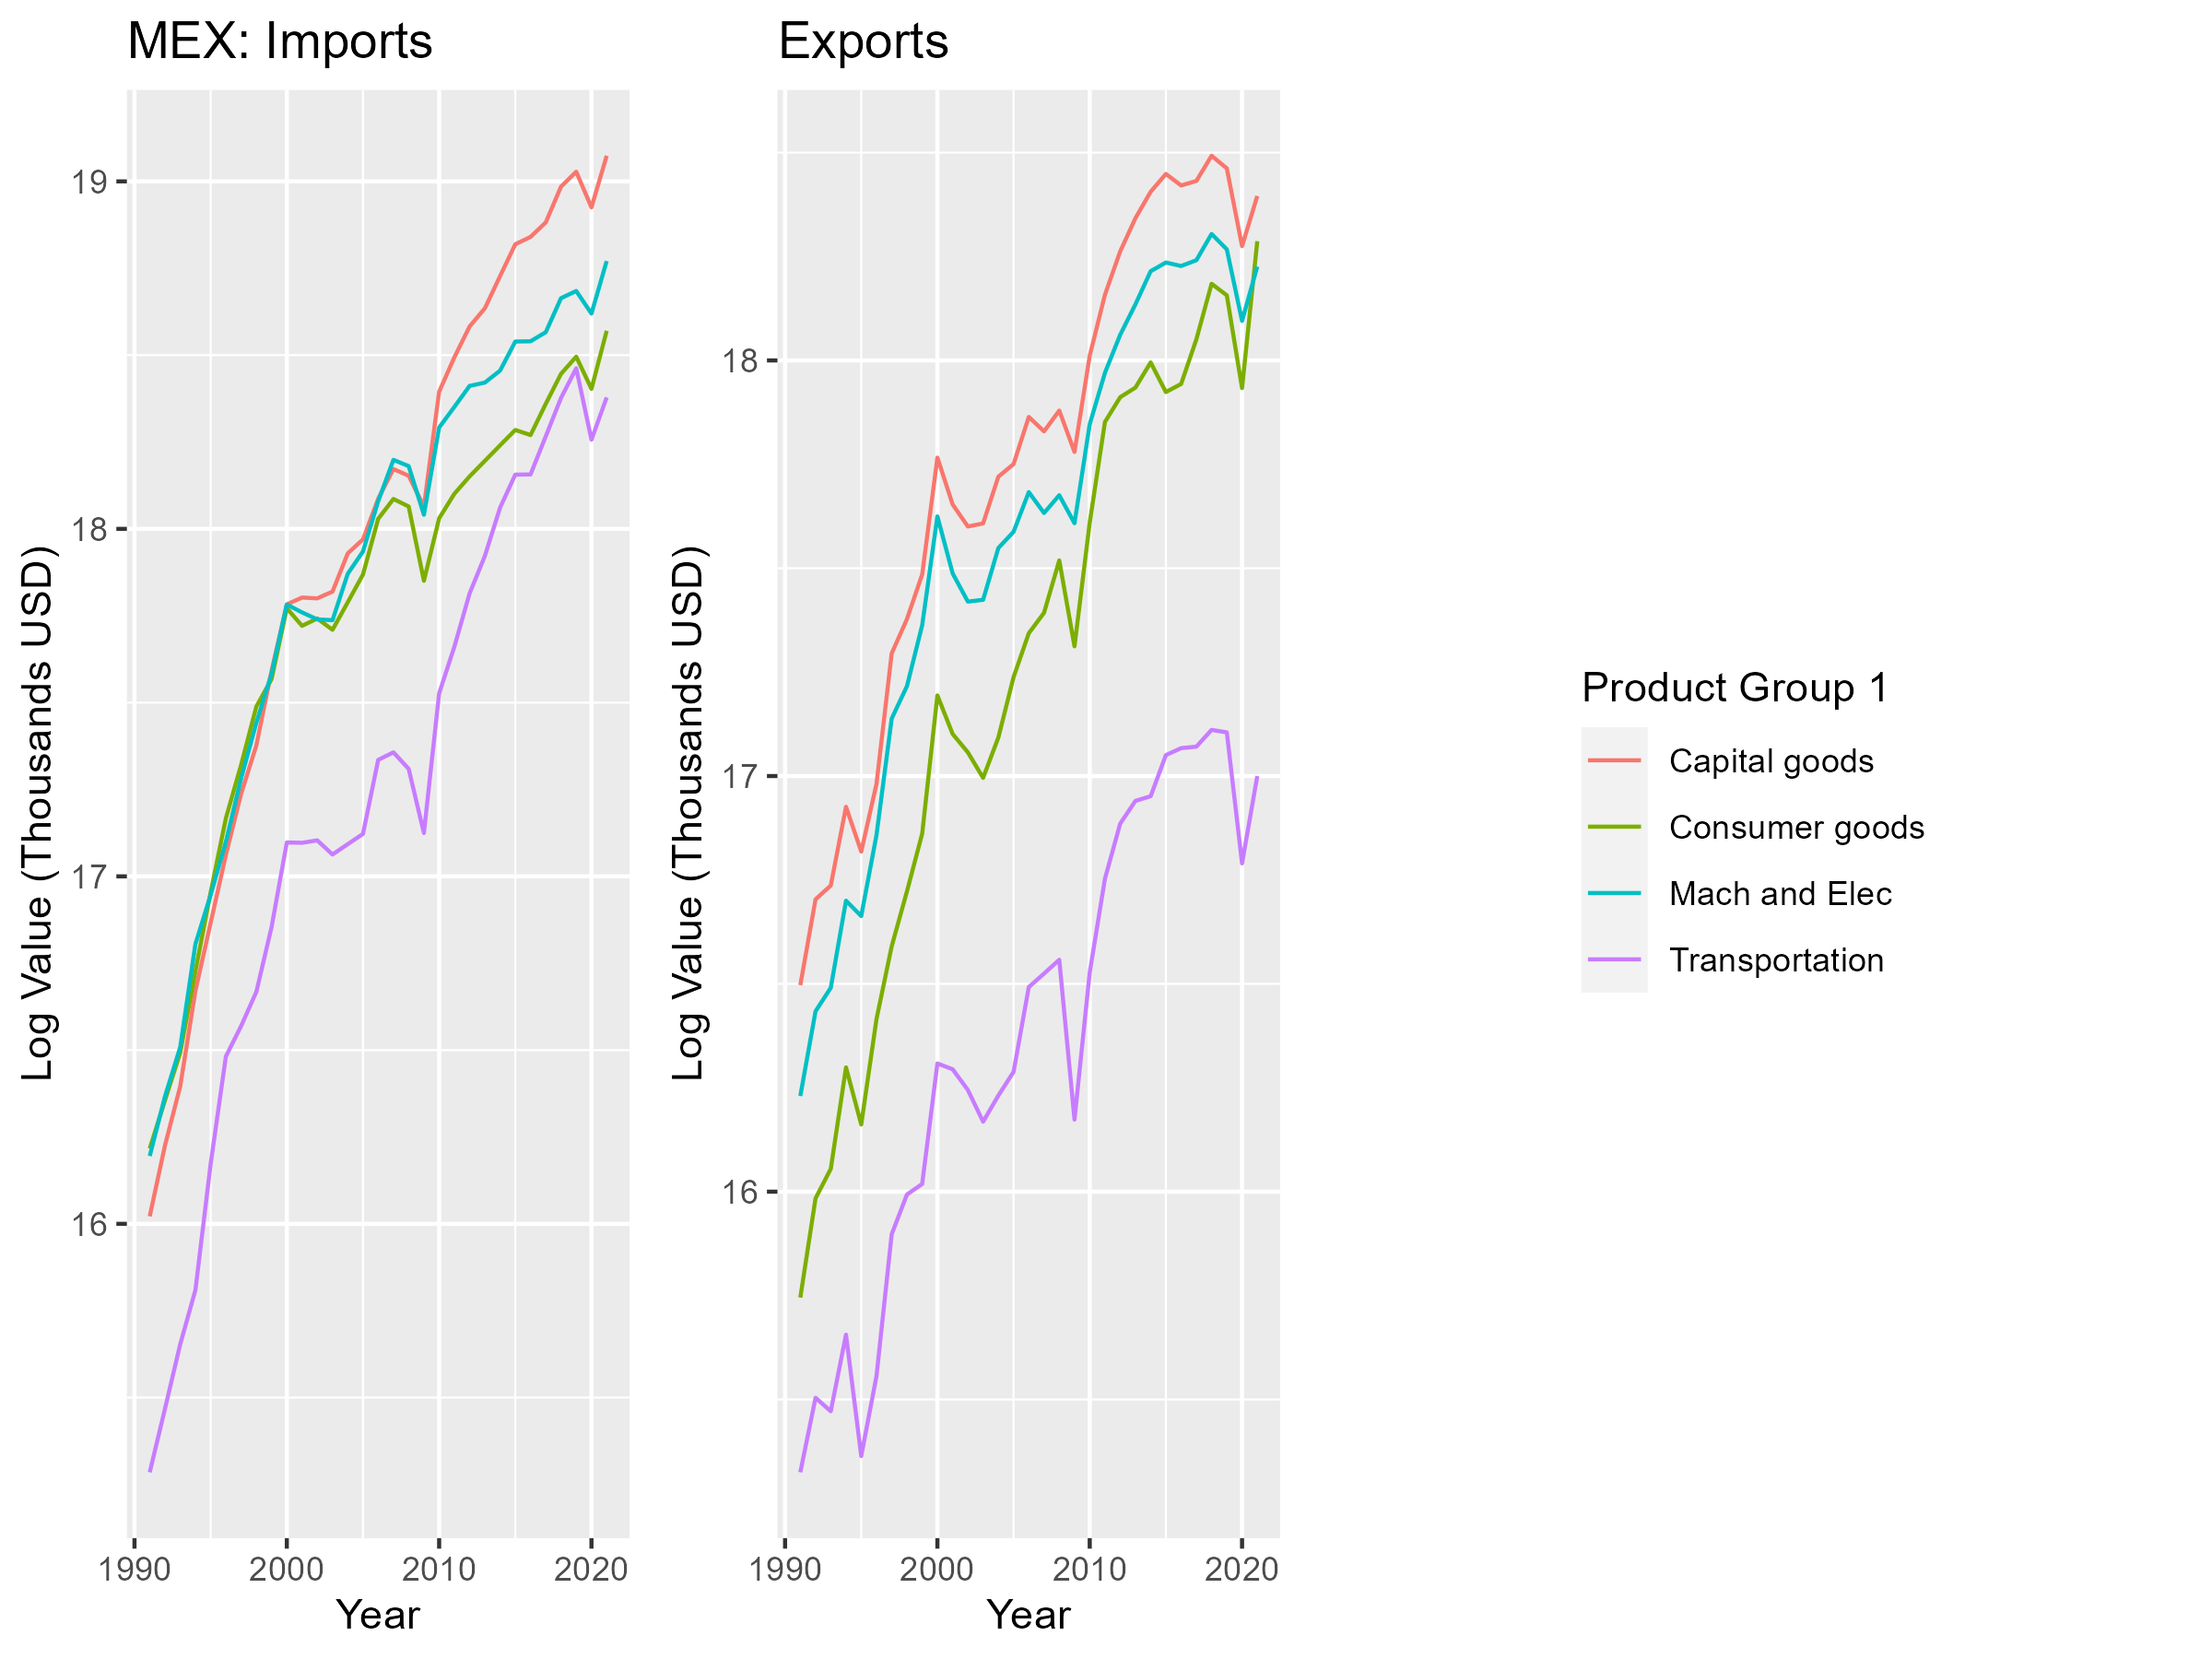 MEX: Imports
Exports
Log Value (Thousands USD)
19
18
17
16
1990 2000 2010 2020
Year
Log Value (Thousands USD)
18
17
16
1990 2000 2010 2020
Year
Product Group 1
Capital goods
Consumer goods
Mach and Elec
Transportation